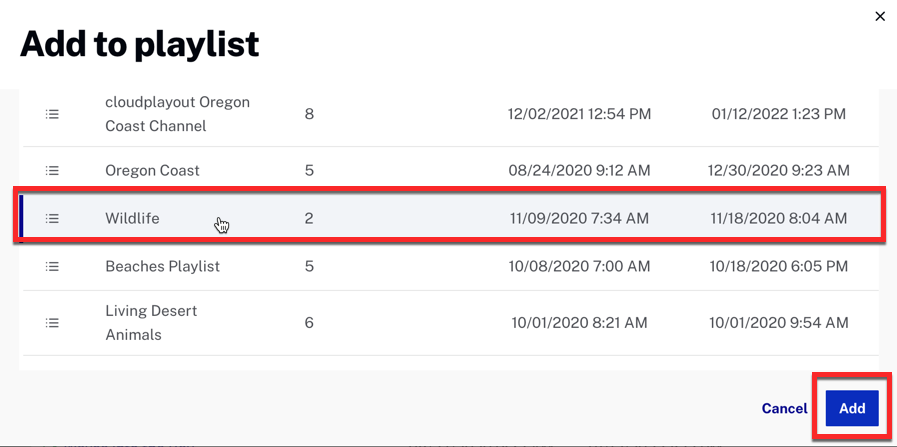 Add to playlist
cloudplayout Oregon
Coast Channel
8
12/02/2021 12:54 PM
01/12/2022 1:23 PM
Oregon Coast
5
08/24/2020 9:12 AM
12/30/2020 9:23 AM
Wildlife
2
11/09/2020 7:34 AM
11/18/2020 8:04 AM
Beaches Playlist
5
10/08/2020 7:00 AM
10/18/2020 6:05 PM
Living Desert
Animals
6
10/01/2020 8:21 AM
10/01/2020 9:54 AM
Cancel
Add